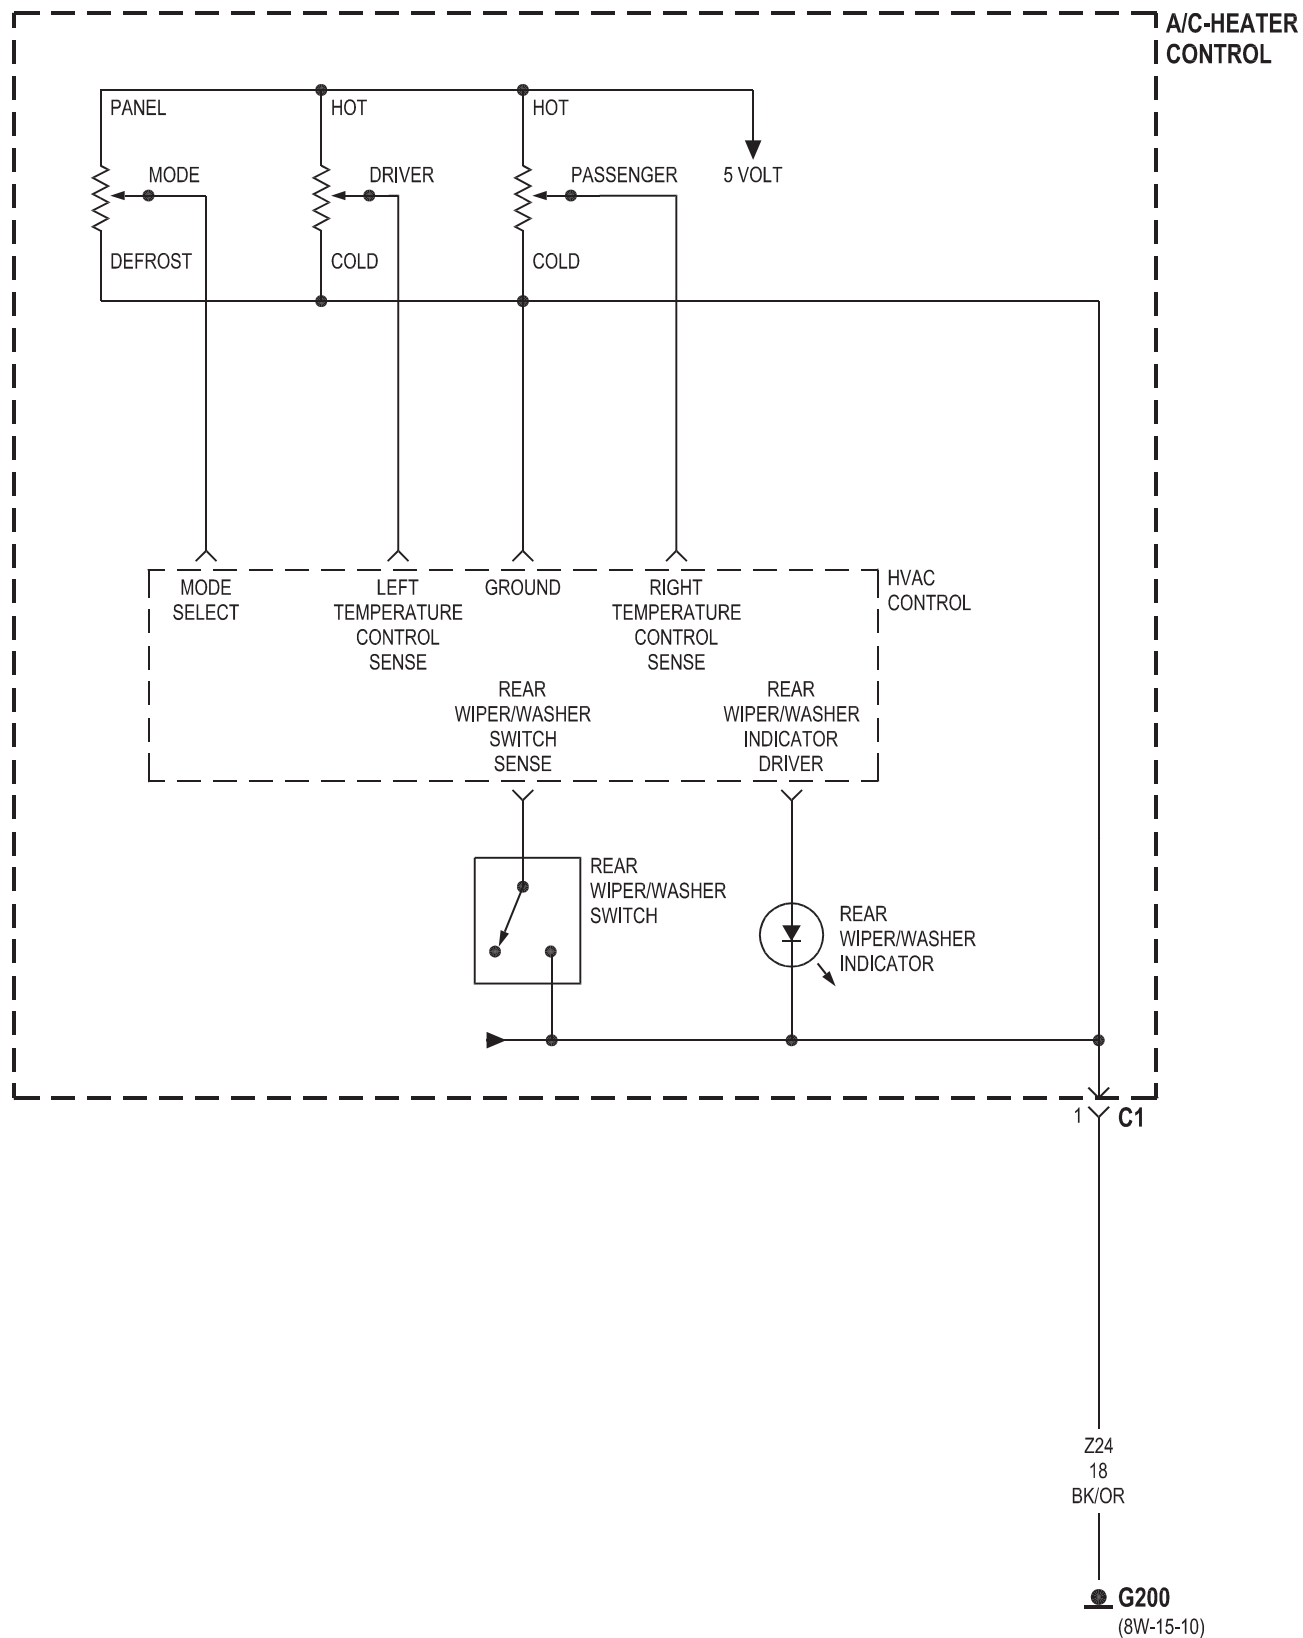 A/C-HEATER
CONTROL
PANEL
HOT
HOT
MODE
DRIVER
PASSENGER
5 VOLT
DEFROST
COLD
COLD
HVAC
CONTROL
MODE
SELECT
LEFT
TEMPERATURE
CONTROL
SENSE
GROUND
RIGHT
TEMPERATURE
CONTROL
SENSE
REAR
WIPER/WASHER
SWITCH
SENSE
REAR
WIPER/WASHER
INDICATOR
DRIVER
REAR
WIPER/WASHER
SWITCH
REAR
WIPER/WASHER
INDICATOR
1 C1
Z24
18
BK/OR
G200
(8W-15-10)